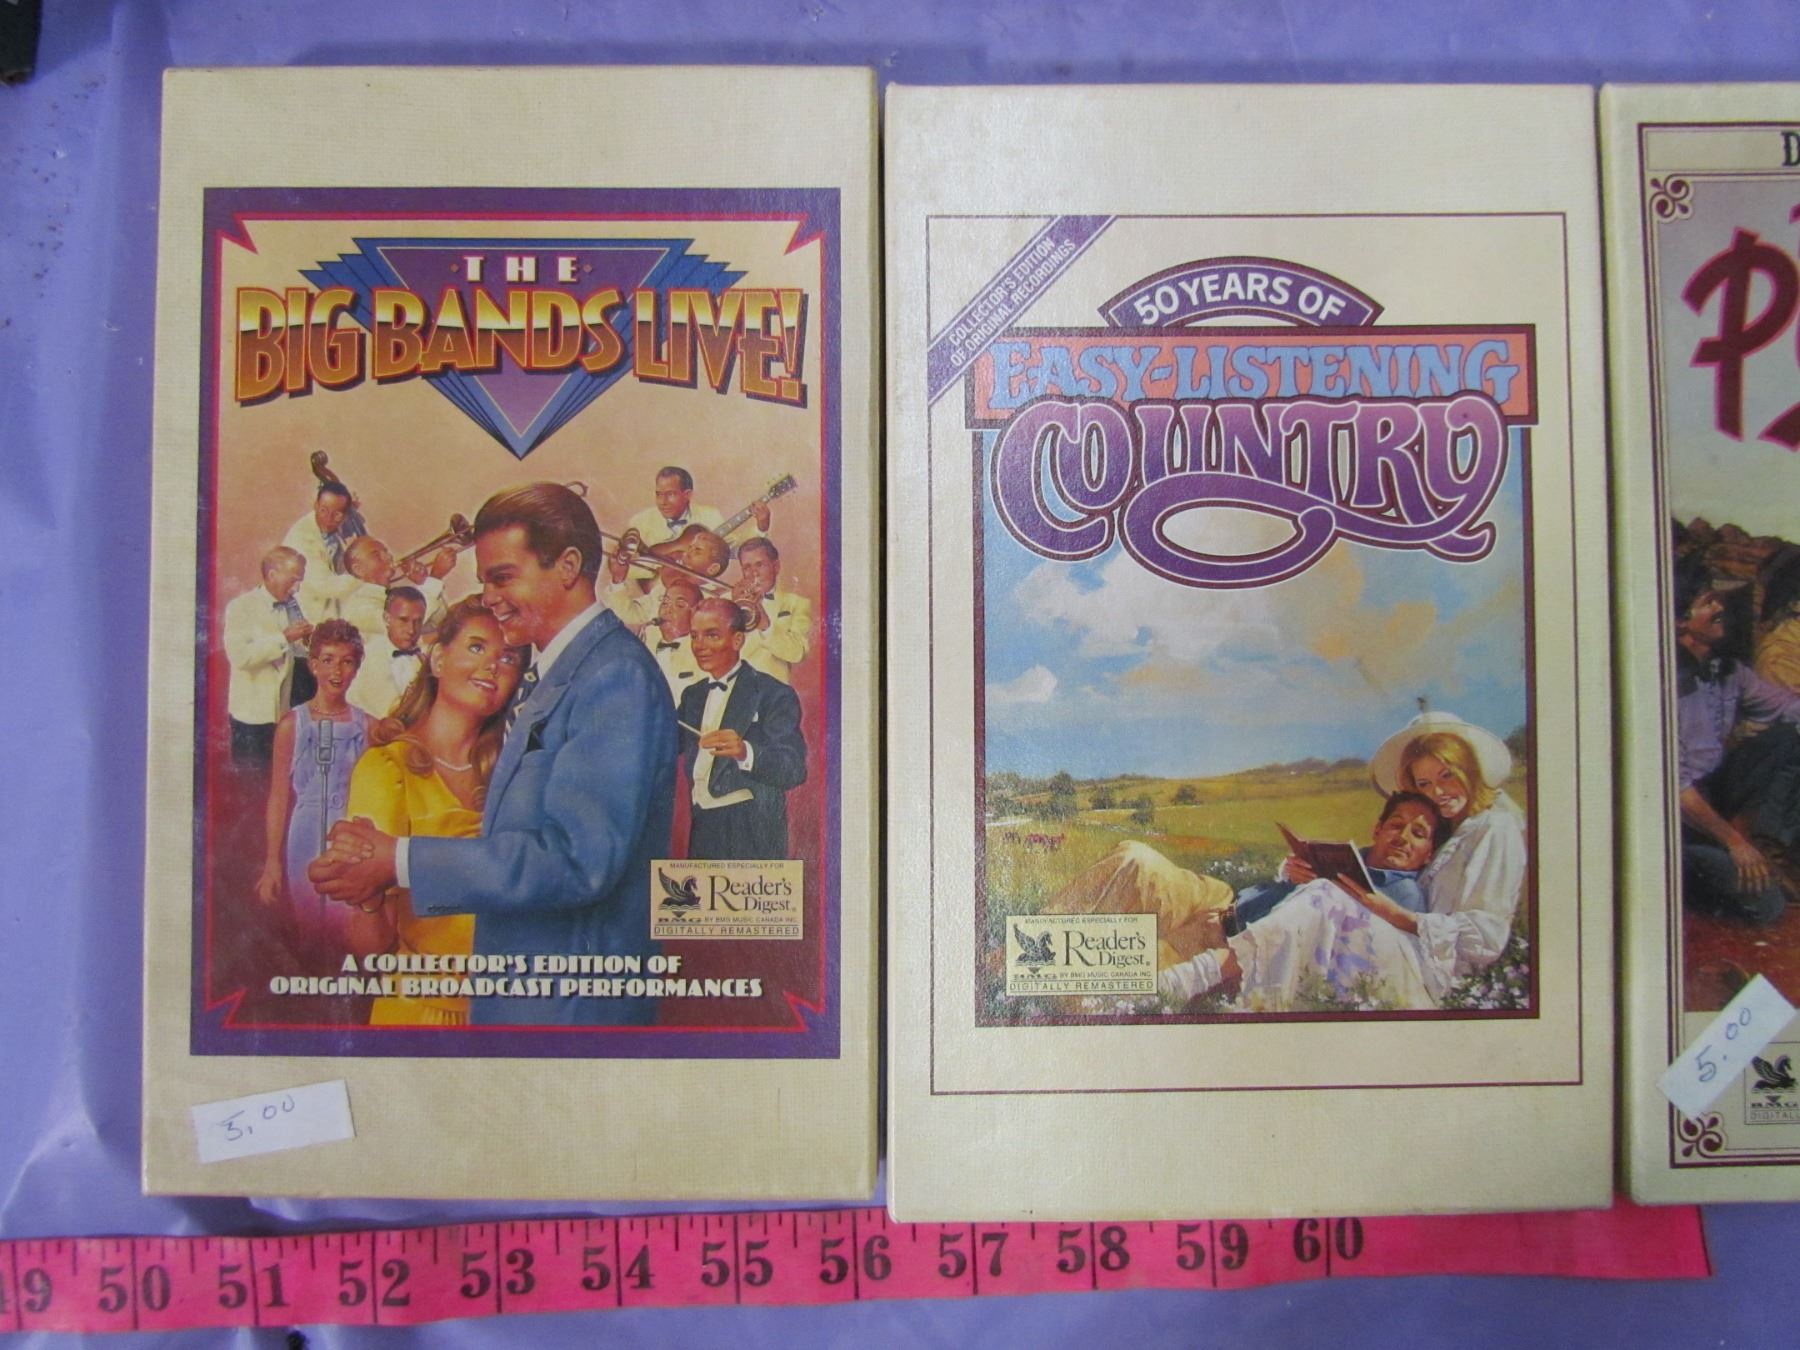 THE
BIG BANDS LIVE!
MANUFACTURED ESPECIALLY FOR
Reader's
Digest®
BMG BY BMG MUSIC CANADA INC.
DIGITALLY REMASTERED
A COLLECTOR'S EDITION OF
ORIGINAL BROADCAST PERFORMANCES
5.00
COLLECTOR'S EDITION
OF ORIGINAL RECORDINGS
50 YEARS OF
EASY-LISTENING
COUNTRY
MANUFACTURED ESPECIALLY FOR
Reader's
Digest®
BMG BY BMG MUSIC CANADA INC.
DIGITALLY REMASTERED
D
P
5.00
BMG
DIGITAL
49 50 51 52 53 54 55 56 57 58 59 60